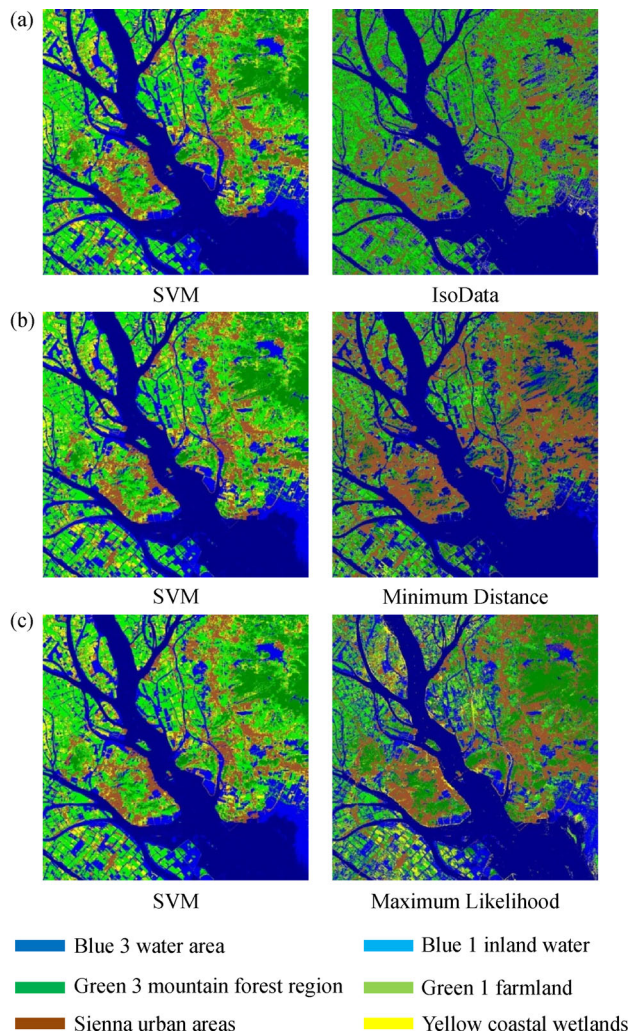 (a)
SVM IsoData
(b)
SVM Minimum Distance
(c)
SVM Maximum Likelihood
Blue 3 water area Blue 1 inland water
Green 3 mountain forest region Green 1 farmland
Sienna urban areas Yellow coastal wetlands